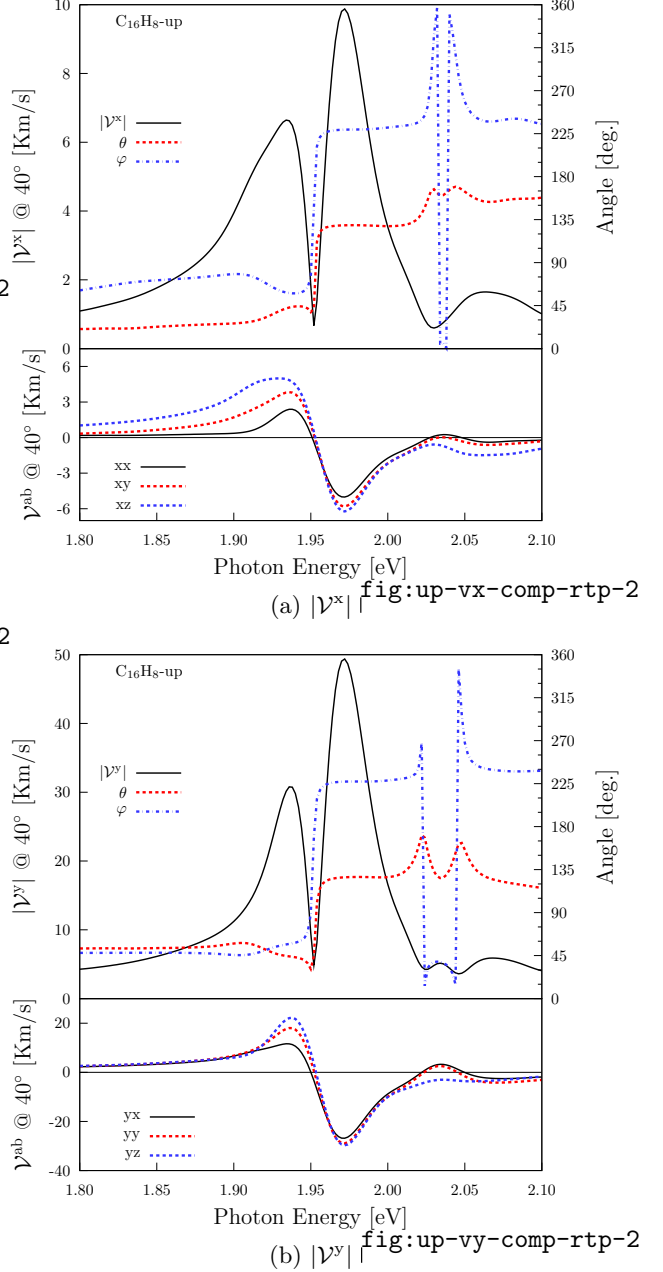 C₁₆H₈-up
|𝒱ˣ|
θ
φ
10
8
6
4
2
0
|𝒱ˣ| @ 40° [Km/s]
360
315
270
225
180
135
90
45
0
Angle [deg.]
2
6
3
0
-3
-6
𝒱ᵃᵇ @ 40° [Km/s]
xx
xy
xz
1.80 1.85 1.90 1.95 2.00 2.05 2.10
Photon Energy [eV]
(a) |𝒱ˣ|
fig:up-vx-comp-rtp-2
2
C₁₆H₈-up
|𝒱ʸ|
θ
φ
50
40
30
20
10
0
|𝒱ʸ| @ 40° [Km/s]
360
315
270
225
180
135
90
45
0
Angle [deg.]
20
0
-20
-40
𝒱ᵃᵇ @ 40° [Km/s]
yx
yy
yz
1.80 1.85 1.90 1.95 2.00 2.05 2.10
Photon Energy [eV]
(b) |𝒱ʸ|
fig:up-vy-comp-rtp-2